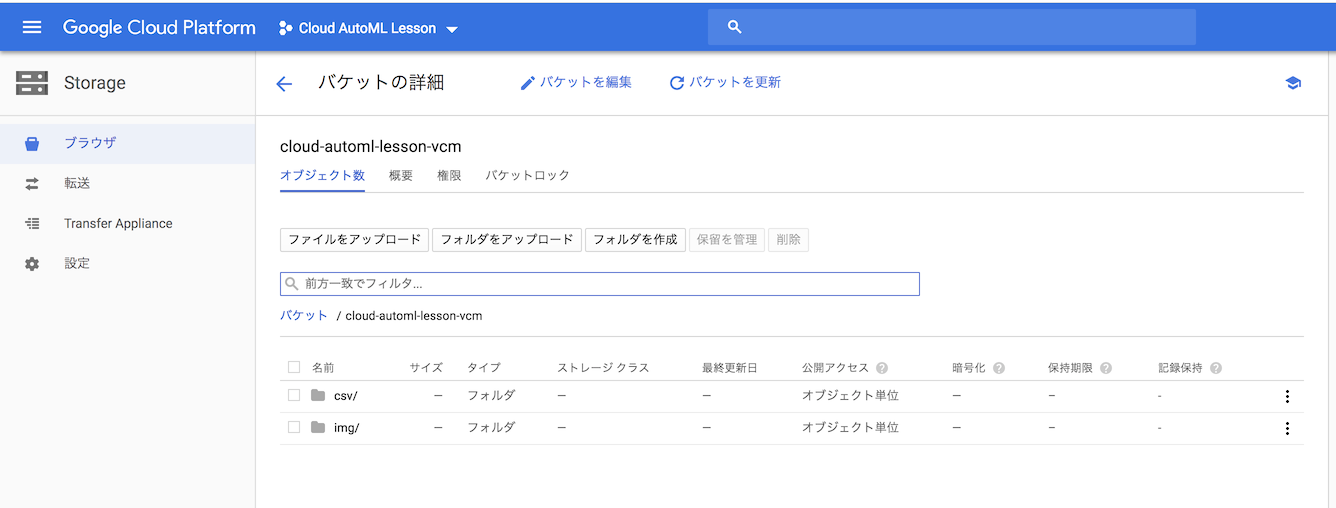 Google Cloud Platform Cloud AutoML Lesson
Storage
ブラウザ
転送
Transfer Appliance
設定
バケットの詳細 バケットを編集 バケットを更新
cloud-automl-lesson-vcm
オブジェクト数 概要 権限 バケットロック
ファイルをアップロード フォルダをアップロード フォルダを作成 保留を管理 削除
前方一致でフィルタ...
バケット / cloud-automl-lesson-vcm
名前 サイズ タイプ ストレージ クラス 最終更新日 公開アクセス ? 暗号化 ? 保持期限 ? 記録保持 ?
csv/ — フォルダ — — オブジェクト単位 — – -
img/ — フォルダ — — オブジェクト単位 — – -